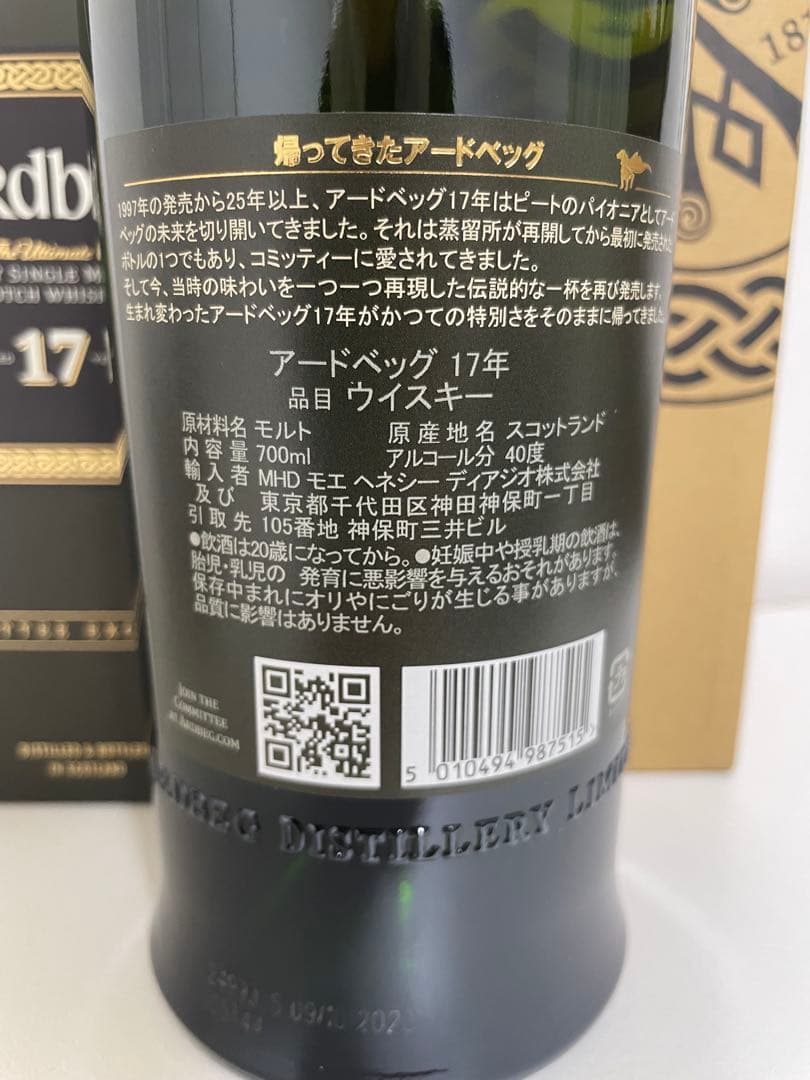 帰ってきたアードベッグ
1997年の発売から25年以上、アードベッグ17年はピートのパイオニアとしてアード
ベッグの未来を切り開いてきました。それは蒸留所が再開してから最初に発売された
ボトルの1つでもあり、コミッティーに愛されてきました。
そして今、当時の味わいを一つ一つ再現した伝説的な一杯を再び発売します。
生まれ変わったアードベッグ17年がかつての特別さをそのままに帰ってきました
アードベッグ 17年
品目 ウイスキー
原材料名 モルト 原産地名 スコットランド
内容量 700ml アルコール分 40度
輸入者 MHD モエ ヘネシー ディアジオ株式会社
及び 東京都千代田区神田神保町一丁目
引取先 105番地 神保町三井ビル
●飲酒は20歳になってから。●妊娠中や授乳期の飲酒は、
胎児・乳児の 発育に悪影響を与えるおそれがあります。
保存中まれにオリやにごりが生じる事がありますが、
品質に影響はありません。
JOIN THE
COMMITTEE
AT ARDBEG.COM
5 010494 987515
DISTILLERY
17
SINGLE
DISTILLED & BOTTLED
IN SCOTLAND
18